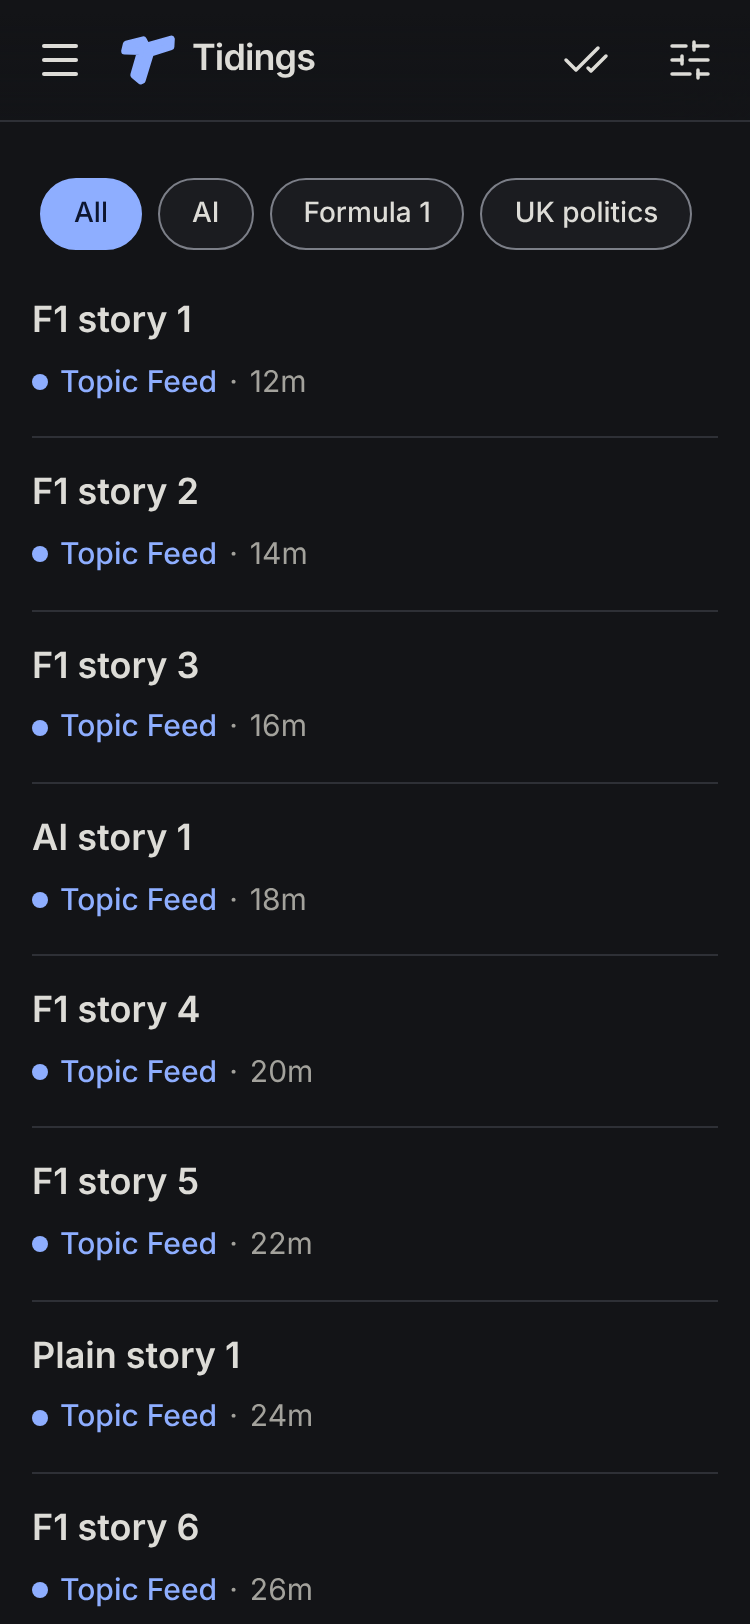 Tidings
All AI Formula 1 UK politics
F1 story 1
Topic Feed · 12m
F1 story 2
Topic Feed · 14m
F1 story 3
Topic Feed · 16m
AI story 1
Topic Feed · 18m
F1 story 4
Topic Feed · 20m
F1 story 5
Topic Feed · 22m
Plain story 1
Topic Feed · 24m
F1 story 6
Topic Feed · 26m